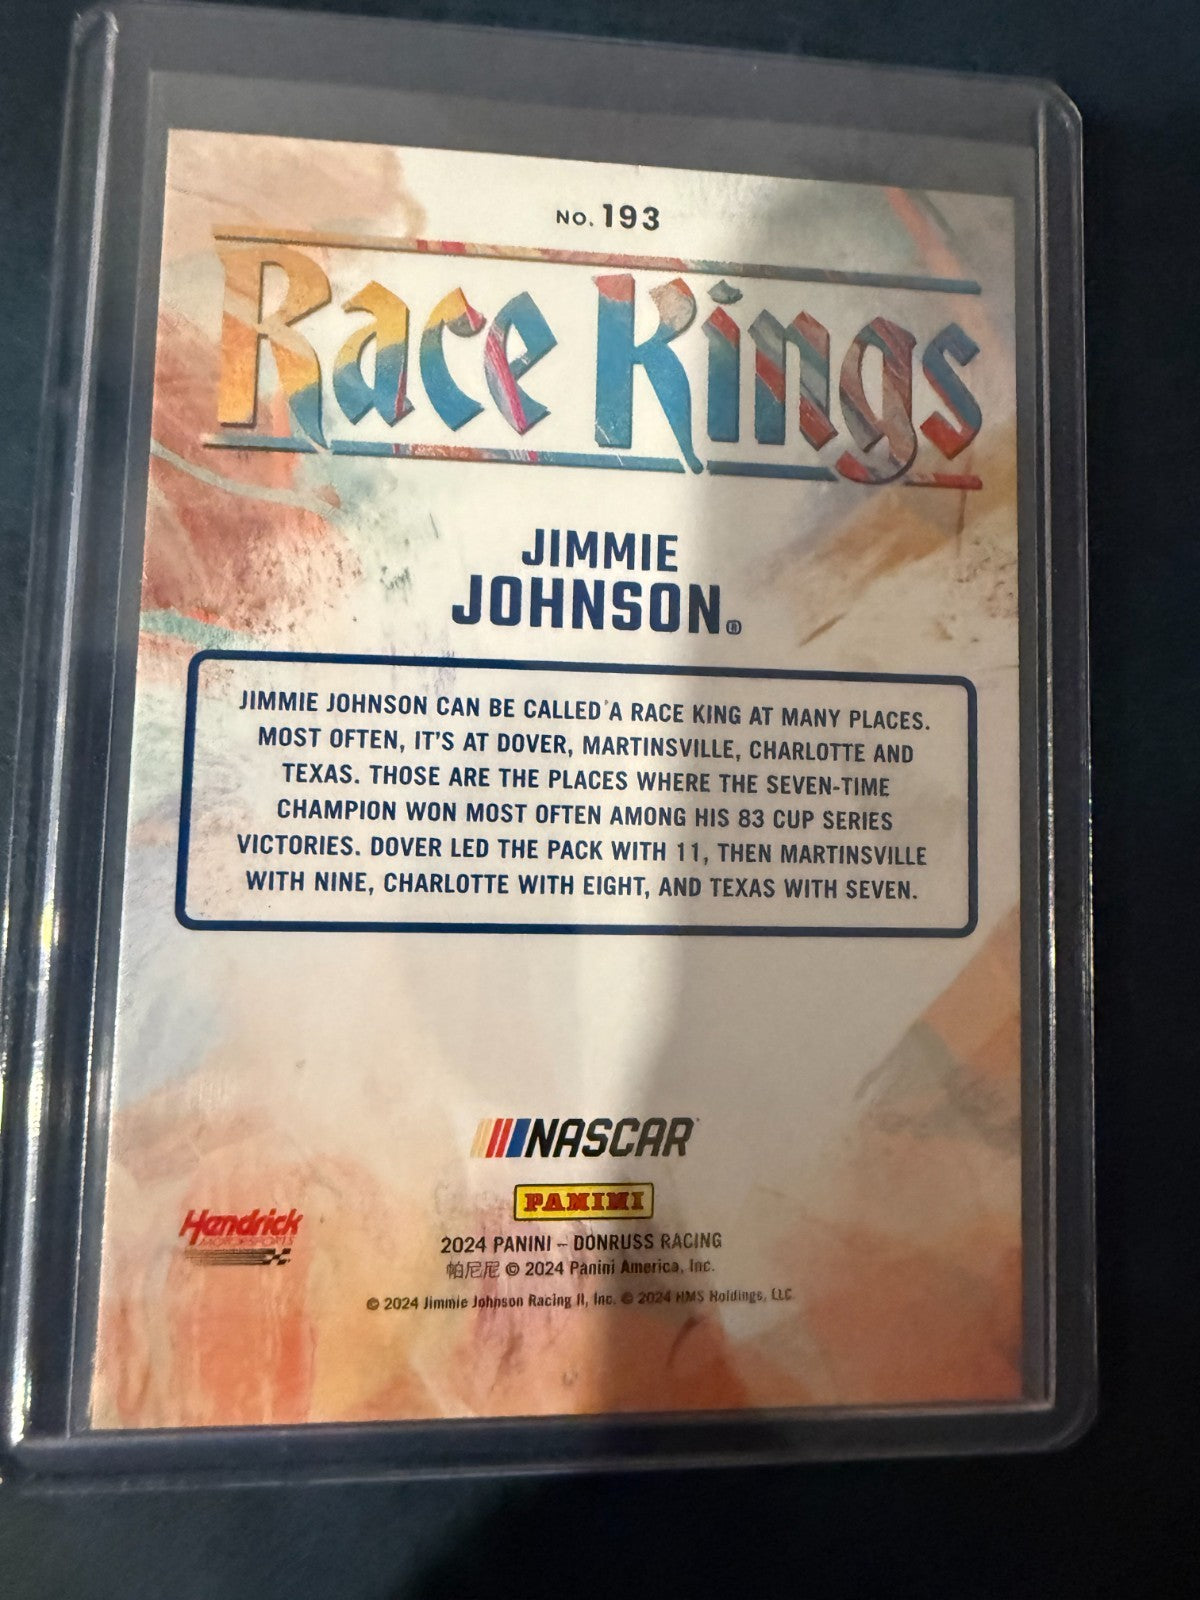 NO. 193
Race Kings
JIMMIE
JOHNSON®
JIMMIE JOHNSON CAN BE CALLED A RACE KING AT MANY PLACES.
MOST OFTEN, IT'S AT DOVER, MARTINSVILLE, CHARLOTTE AND
TEXAS. THOSE ARE THE PLACES WHERE THE SEVEN-TIME
CHAMPION WON MOST OFTEN AMONG HIS 83 CUP SERIES
VICTORIES. DOVER LED THE PACK WITH 11, THEN MARTINSVILLE
WITH NINE, CHARLOTTE WITH EIGHT, AND TEXAS WITH SEVEN.
NASCAR
PANINI
Hendrick
MOTORSPORTS
2024 PANINI – DONRUSS RACING
帕尼尼 © 2024 Panini America, Inc.
© 2024 Jimmie Johnson Racing II, Inc. © 2024 HMS Holdings, LLC